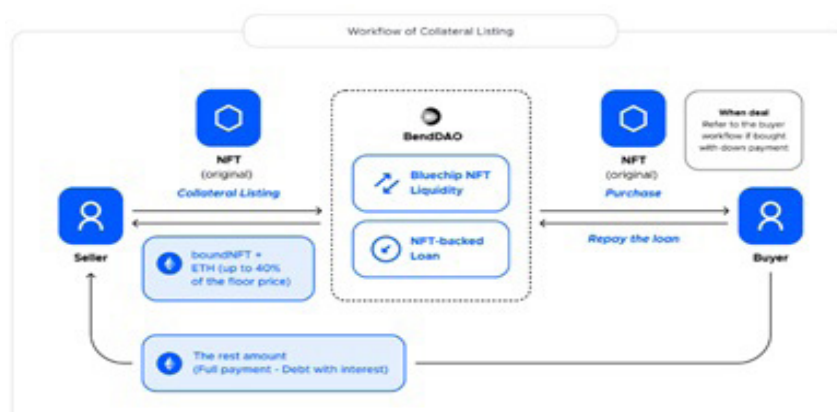 Workflow of Collateral Listing
NFT
(original)
Collateral Listing
BendDAO
Bluechip NFT
Liquidity
NFT-backed
Loan
NFT
(original)
Purchase
When deal
Refer to the buyer
workflow if bought
with down payment
Repay the loan
Seller
Buyer
boundNFT +
ETH (up to 40%
of the floor price)
The rest amount
(Full payment - Debt with interest)